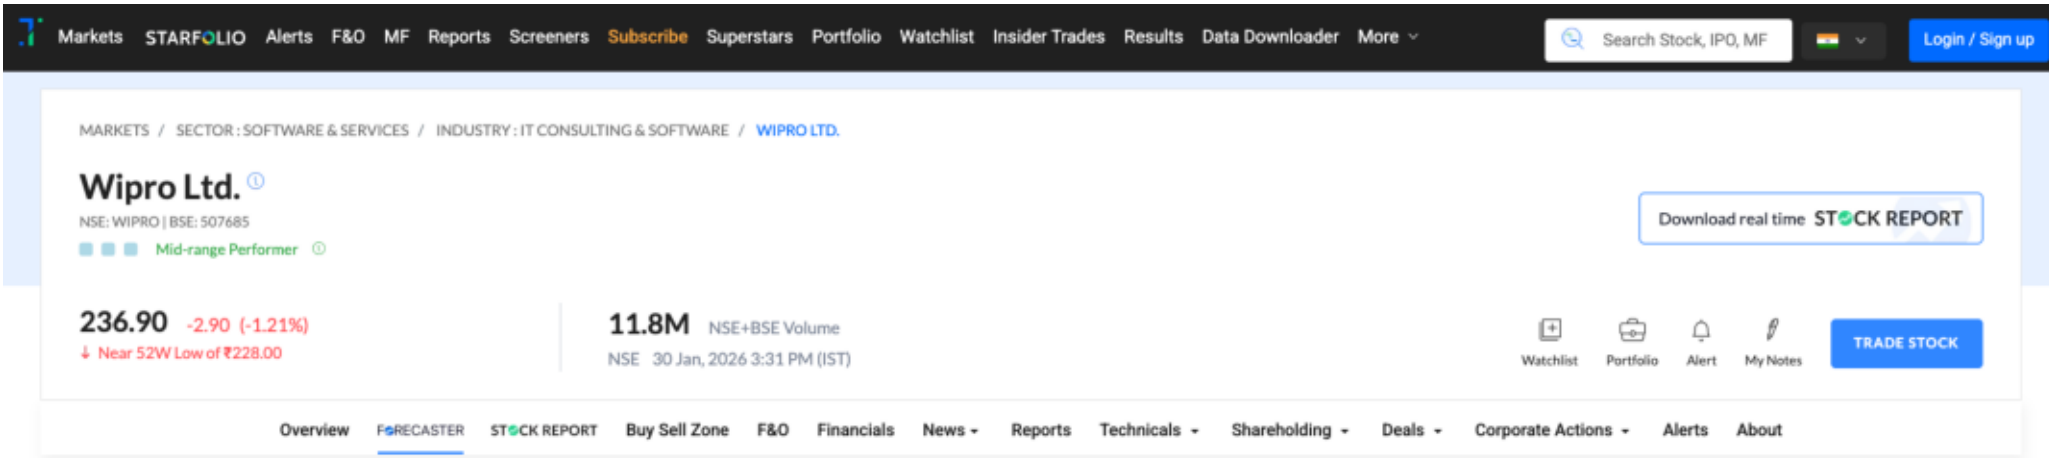 Markets STARFOLIO Alerts F&O MF Reports Screeners Subscribe Superstars Portfolio Watchlist Insider Trades Results Data Downloader More Search Stock, IPO, MF Login / Sign up
MARKETS / SECTOR : SOFTWARE & SERVICES / INDUSTRY : IT CONSULTING & SOFTWARE / WIPRO LTD.
Wipro Ltd.
NSE: WIPRO | BSE: 507685
Mid-range Performer
Download real time STOCK REPORT
236.90 -2.90 (-1.21%)
↓ Near 52W Low of ₹228.00
11.8M NSE+BSE Volume
NSE 30 Jan, 2026 3:31 PM (IST)
Watchlist Portfolio Alert My Notes
TRADE STOCK
Overview FORECASTER STOCK REPORT Buy Sell Zone F&O Financials News Reports Technicals Shareholding Deals Corporate Actions Alerts About